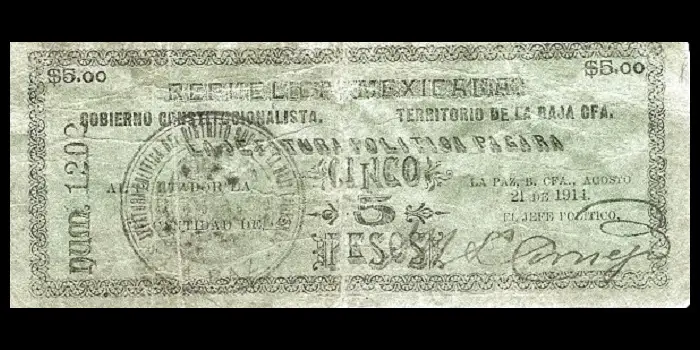 $5.00 $5.00
REPUBLICA MEXICANA
GOBIERNO CONSTITUCIONALISTA. TERRITORIO DE LA BAJA CFA.
LA JEFATURA POLITICA PAGARA
NUM. 1202
CINCO
AL PORTADOR LA
LA PAZ, B. CFA., AGOSTO
21 DE 1914.
CANTIDAD DE
5
EL JEFE POLITICO,
PESOS